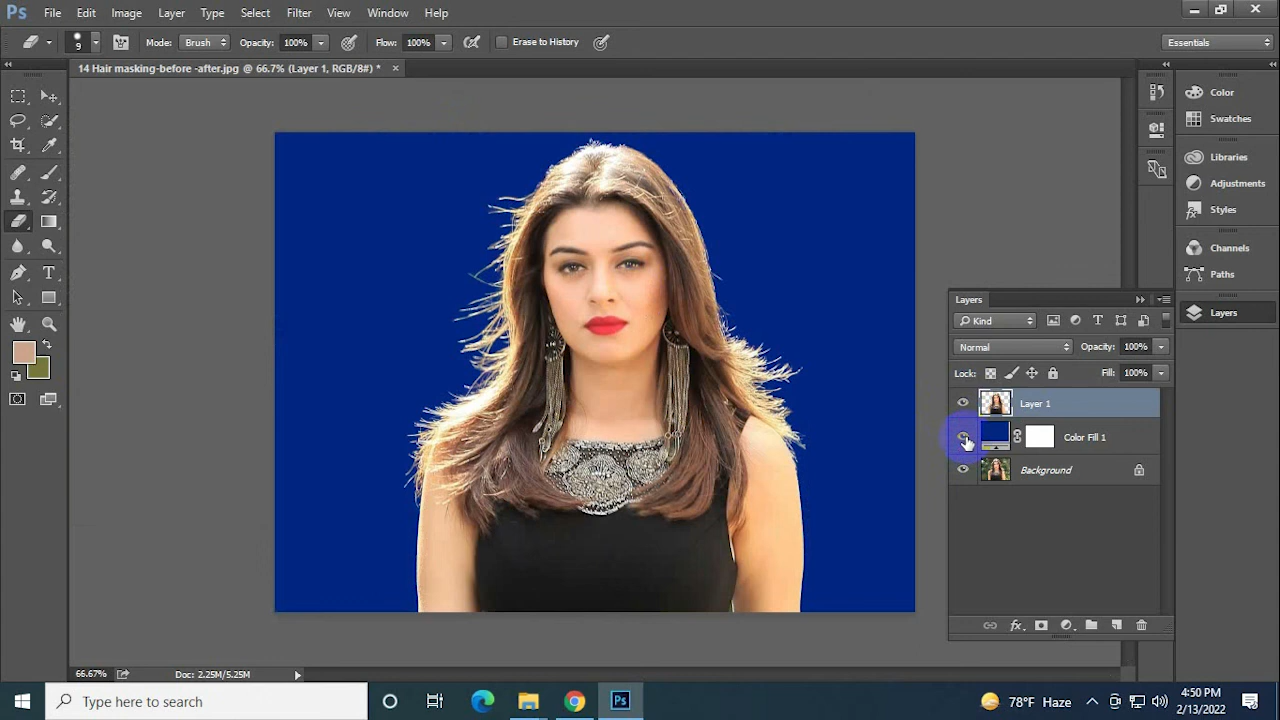 Ps File Edit Image Layer Type Select Filter View Window Help
9 Mode: Brush Opacity: 100% Flow: 100% Erase to History Essentials
14 Hair masking-before -after.jpg @ 66.7% (Layer 1, RGB/8#) * ×
Color
Swatches
Libraries
Adjustments
Styles
Channels
Paths
Layers
Layers
Kind
Normal Opacity: 100%
Lock: Fill: 100%
Layer 1
Color Fill 1
Background
fx
66.67% Doc: 2.25M/5.25M
Type here to search
Ps
78°F Haze
4:50 PM
2/13/2022